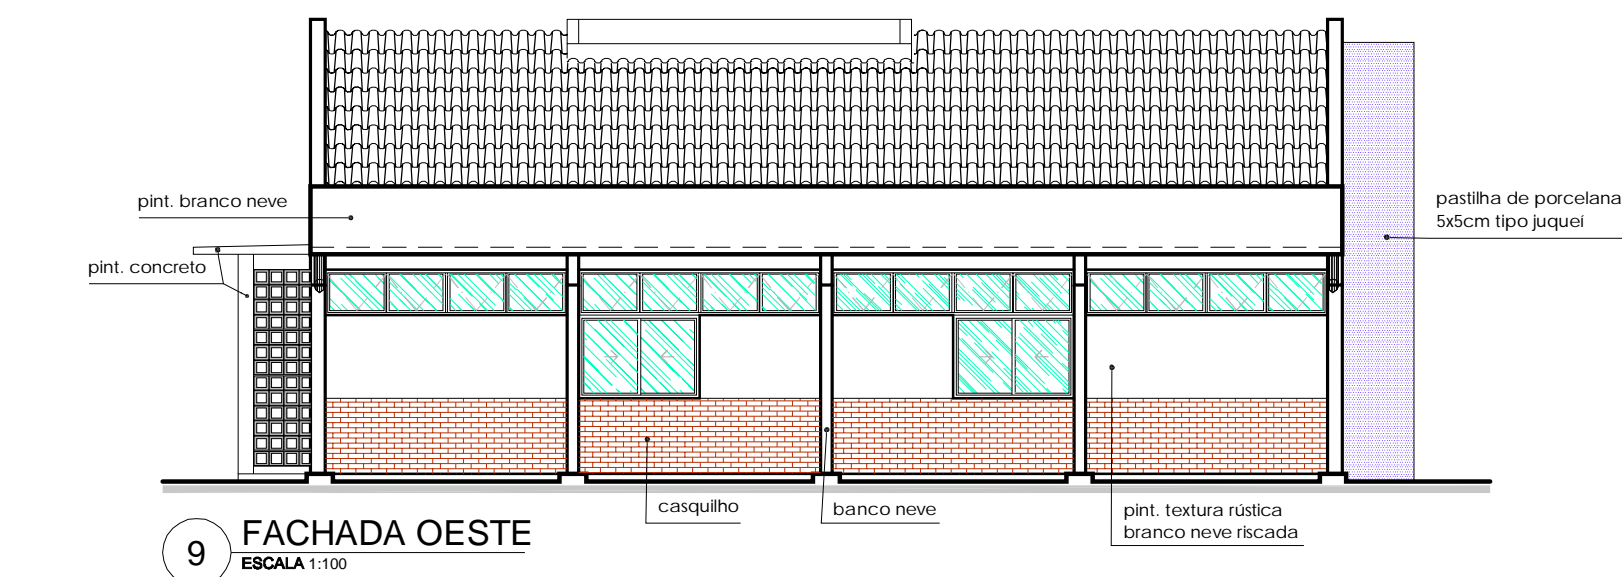 pint. branco neve
pint. concreto
pastilha de porcelana
5x5cm tipo juqueí
casquilho
banco neve
pint. textura rústica
branco neve riscada
9
FACHADA OESTE
ESCALA 1:100